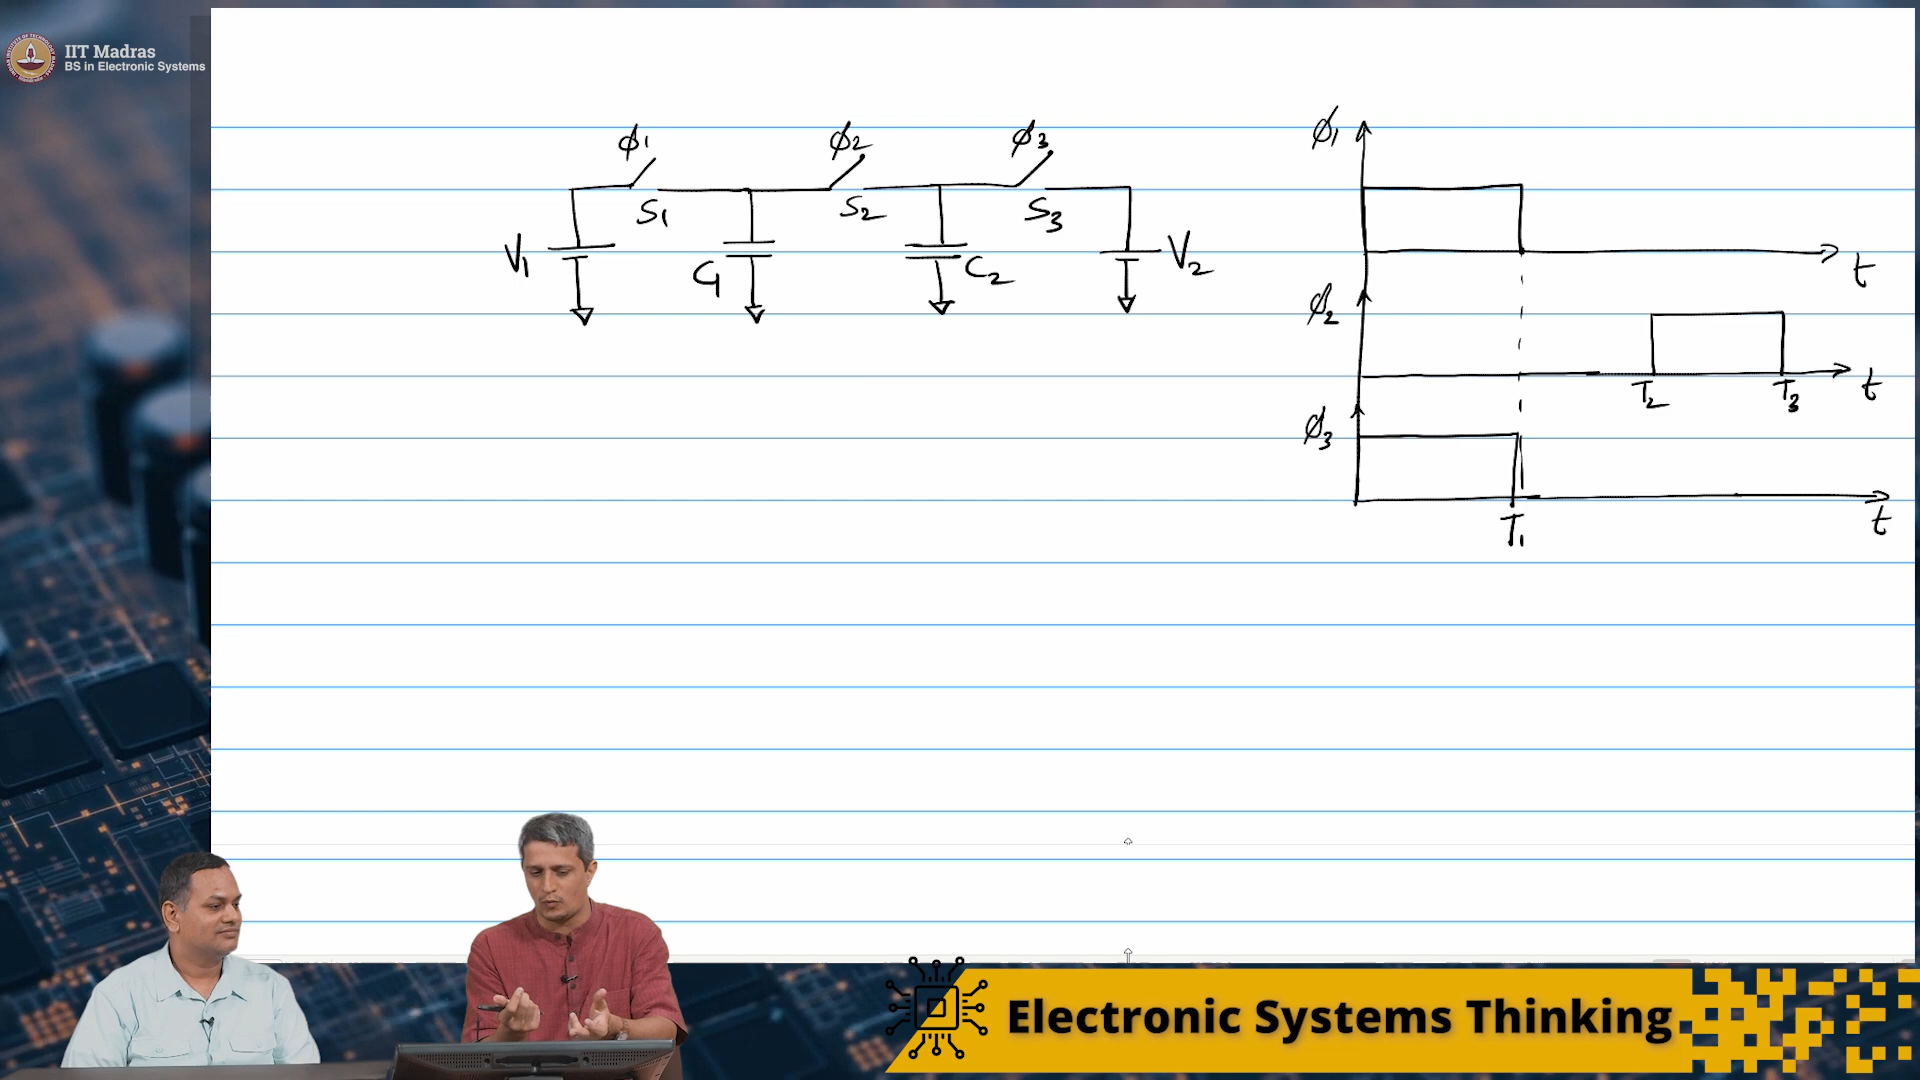 IIT Madras
BS in Electronic Systems
ϕ1 ϕ2 ϕ3
S1 S2 S3
V1 C1 C2 V2
ϕ1
t
ϕ2
T2 T3 t
ϕ3
T1 t
Electronic Systems Thinking